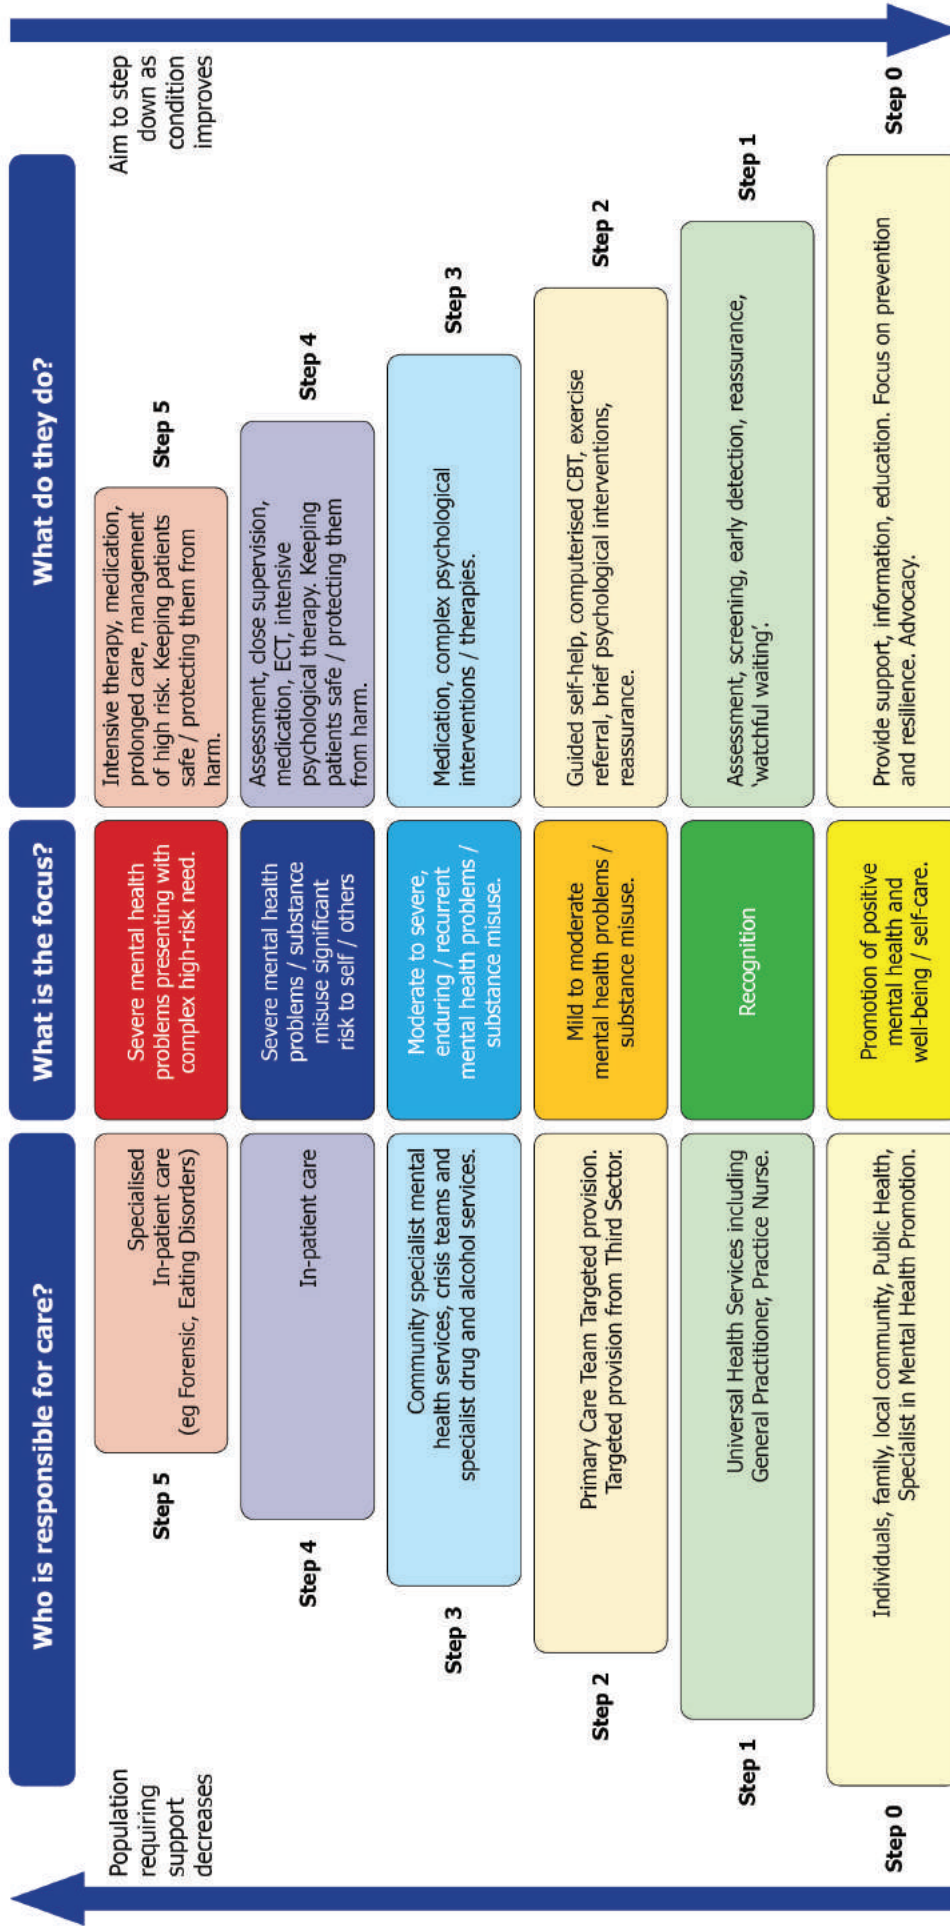 Who is responsible for care?
What is the focus?
What do they do?
Population
requiring
support
decreases
Aim to step
down as
condition
improves
Step 5
Specialised
In-patient care
(eg Forensic, Eating Disorders)
Severe mental health
problems presenting with
complex high-risk need.
Intensive therapy, medication,
prolonged care, management
of high risk. Keeping patients
safe / protecting them from
harm.
Step 5
Step 4
In-patient care
Severe mental health
problems / substance
misuse significant
risk to self / others
Assessment, close supervision,
medication, ECT, intensive
psychological therapy. Keeping
patients safe / protecting them
from harm.
Step 4
Step 3
Community specialist mental
health services, crisis teams and
specialist drug and alcohol services.
Moderate to severe,
enduring / recurrent
mental health problems /
substance misuse.
Medication, complex psychological
interventions / therapies.
Step 3
Step 2
Primary Care Team Targeted provision.
Targeted provision from Third Sector.
Mild to moderate
mental health problems /
substance misuse.
Guided self-help, computerised CBT, exercise
referral, brief psychological interventions,
reassurance.
Step 2
Step 1
Universal Health Services including
General Practitioner, Practice Nurse.
Recognition
Assessment, screening, early detection, reassurance,
‘watchful waiting’.
Step 1
Step 0
Individuals, family, local community, Public Health,
Specialist in Mental Health Promotion.
Promotion of positive
mental health and
well-being / self-care.
Provide support, information, education. Focus on prevention
and resilience. Advocacy.
Step 0